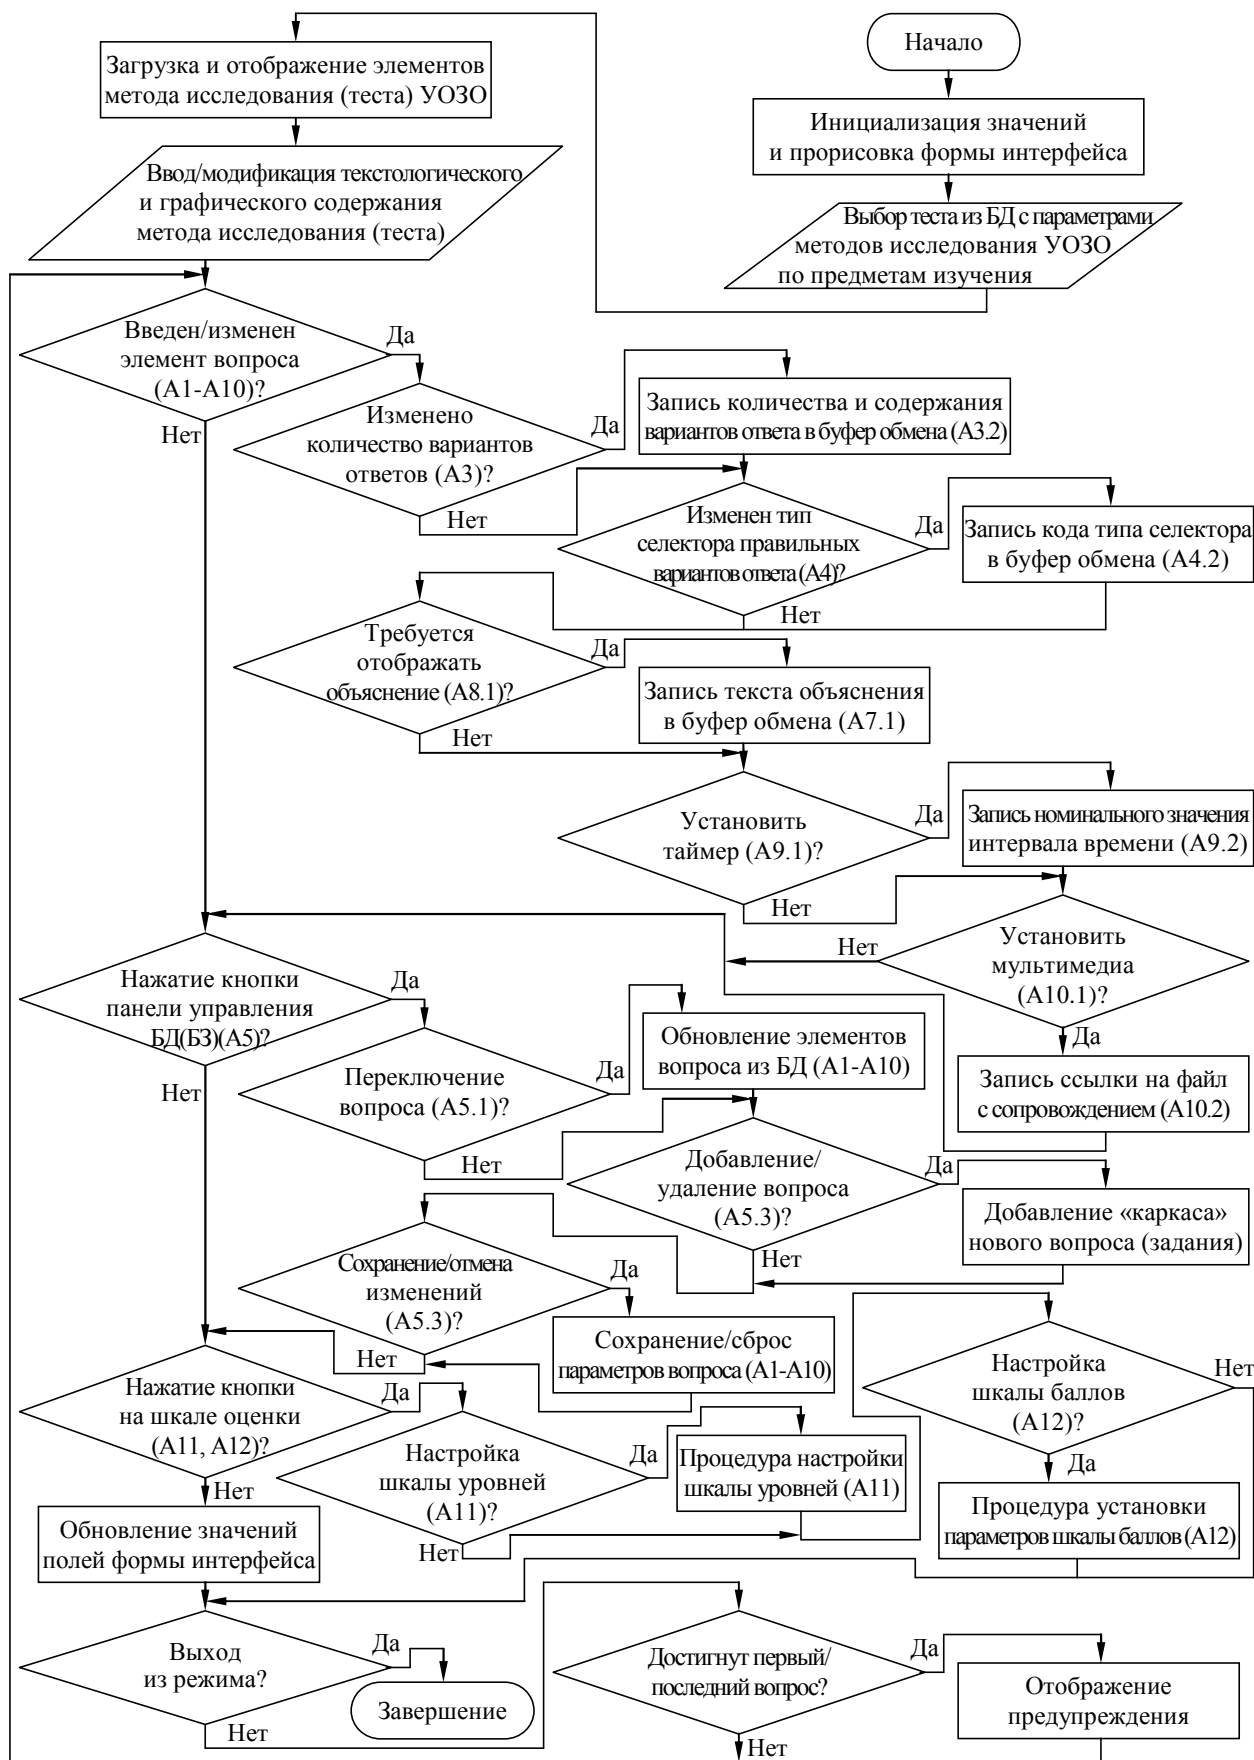 Начало
Инициализация значений
и прорисовка формы интерфейса
Выбор теста из БД с параметрами
методов исследования УОЗО
по предметам изучения
Загрузка и отображение элементов
метода исследования (теста) УОЗО
Ввод/модификация текстологического
и графического содержания
метода исследования (теста)
Введен/изменен
элемент вопроса
(А1-А10)?
Да
Нет
Изменено
количество вариантов
ответов (А3)?
Да
Нет
Запись количества и содержания
вариантов ответа в буфер обмена (А3.2)
Изменен тип
селектора правильных
вариантов ответа (А4)?
Да
Нет
Запись кода типа селектора
в буфер обмена (А4.2)
Требуется
отображать
объяснение (А8.1)?
Да
Нет
Запись текста объяснения
в буфер обмена (А7.1)
Установить
таймер (А9.1)?
Да
Нет
Запись номинального значения
интервала времени (А9.2)
Установить
мультимедиа
(А10.1)?
Нет
Да
Запись ссылки на файл
с сопровождением (А10.2)
Нажатие кнопки
панели управления
БД(БЗ)(А5)?
Да
Нет
Переключение
вопроса (А5.1)?
Да
Нет
Обновление элементов
вопроса из БД (А1-А10)
Добавление/
удаление вопроса
(А5.3)?
Да
Нет
Добавление «каркаса»
нового вопроса (задания)
Сохранение/отмена
изменений
(А5.3)?
Да
Нет
Сохранение/сброс
параметров вопроса (А1-А10)
Нажатие кнопки
на шкале оценки
(А11, А12)?
Да
Нет
Настройка
шкалы уровней
(А11)?
Да
Нет
Процедура настройки
шкалы уровней (А11)
Настройка
шкалы баллов
(А12)?
Нет
Да
Процедура установки
параметров шкалы баллов (А12)
Обновление значений
полей формы интерфейса
Выход
из режима?
Да
Нет
Завершение
Достигнут первый/
последний вопрос?
Да
Нет
Отображение
предупреждения